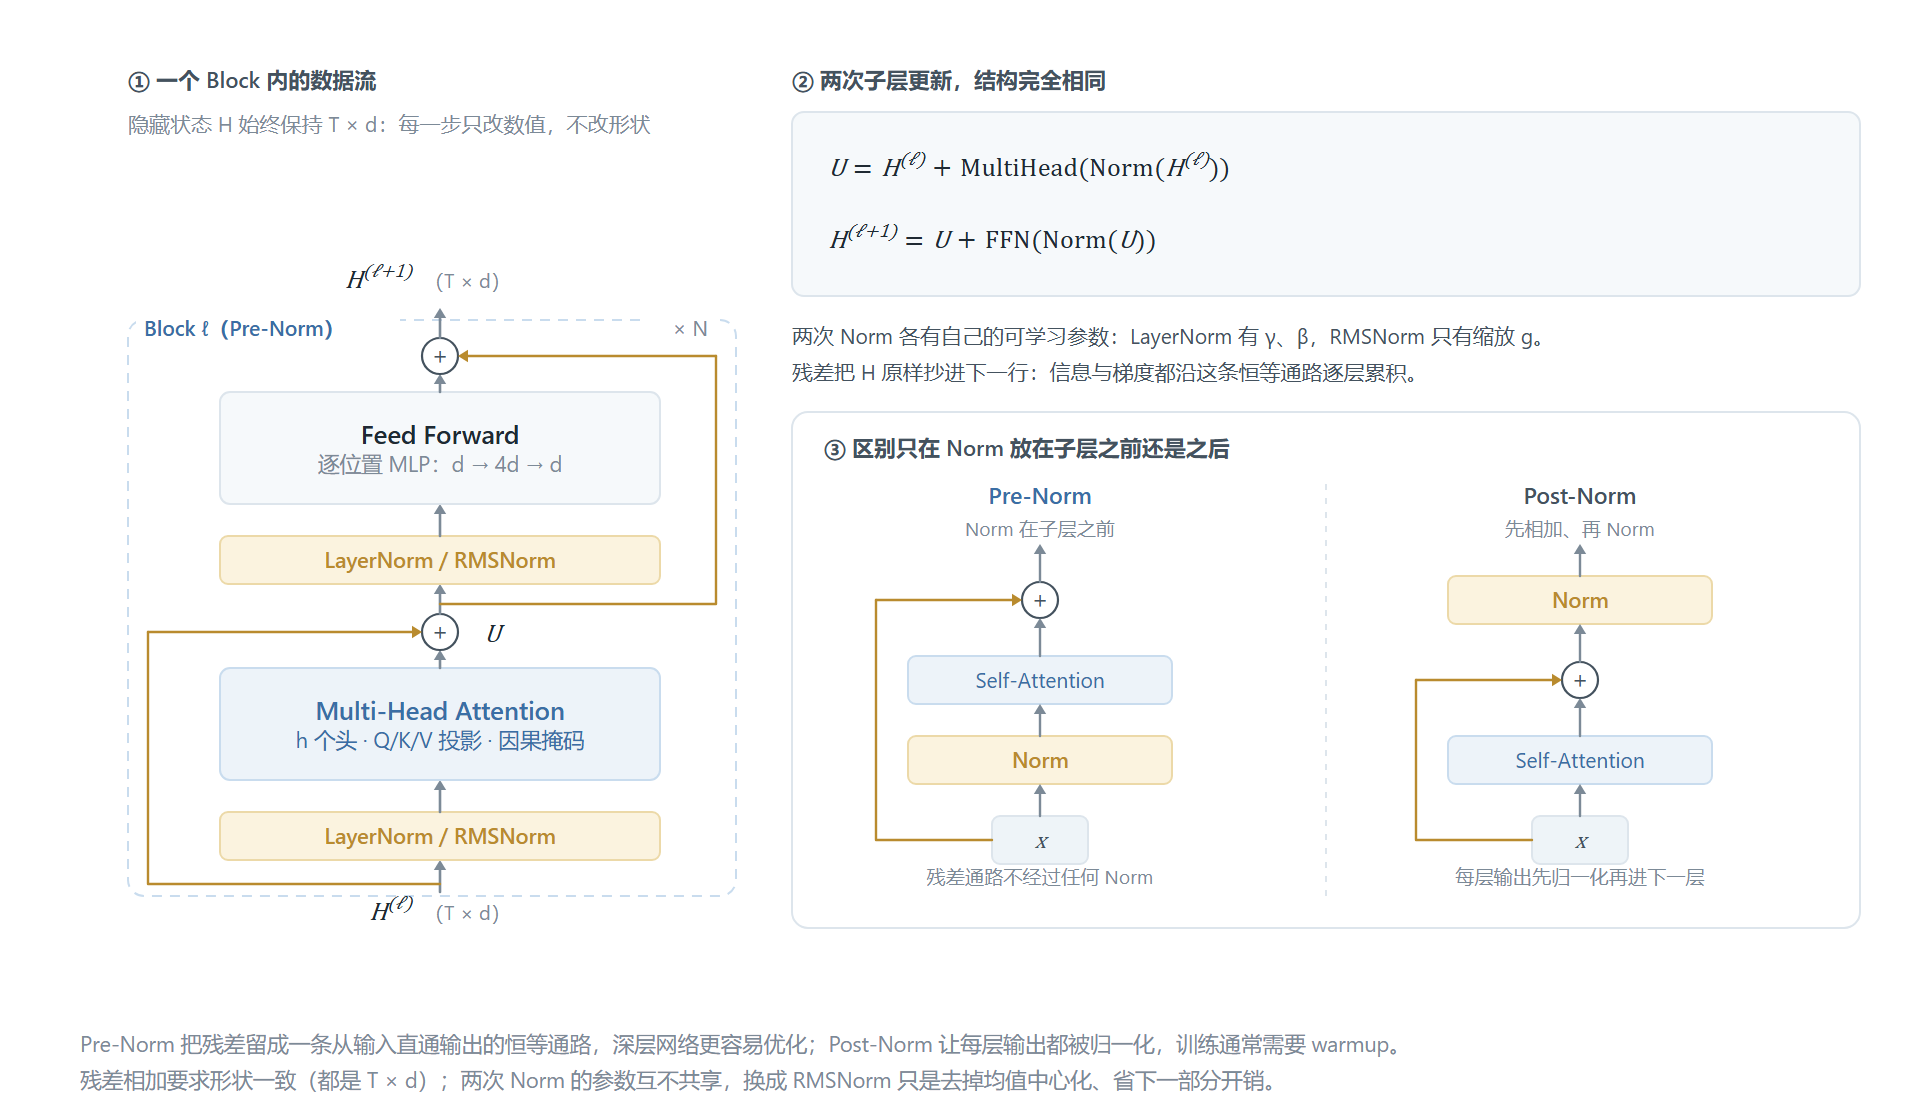 ① 一个 Block 内的数据流
隐藏状态 H 始终保持 T × d：每一步只改数值，不改形状
H^(ℓ+1) (T × d)
Block ℓ（Pre-Norm）
× N
+
Feed Forward
逐位置 MLP：d → 4d → d
LayerNorm / RMSNorm
+ U
Multi-Head Attention
h 个头 · Q/K/V 投影 · 因果掩码
LayerNorm / RMSNorm
H^(ℓ) (T × d)
② 两次子层更新，结构完全相同
U = H^(ℓ) + MultiHead(Norm(H^(ℓ)))
H^(ℓ+1) = U + FFN(Norm(U))
两次 Norm 各有自己的可学习参数：LayerNorm 有 γ、β，RMSNorm 只有缩放 g。
残差把 H 原样抄进下一行：信息与梯度都沿这条恒等通路逐层累积。
③ 区别只在 Norm 放在子层之前还是之后
Pre-Norm
Norm 在子层之前
+
Self-Attention
Norm
x
残差通路不经过任何 Norm
Post-Norm
先相加、再 Norm
Norm
+
Self-Attention
x
每层输出先归一化再进下一层
Pre-Norm 把残差留成一条从输入直通输出的恒等通路，深层网络更容易优化；Post-Norm 让每层输出都被归一化，训练通常需要 warmup。
残差相加要求形状一致（都是 T × d）；两次 Norm 的参数互不共享，换成 RMSNorm 只是去掉均值中心化、省下一部分开销。